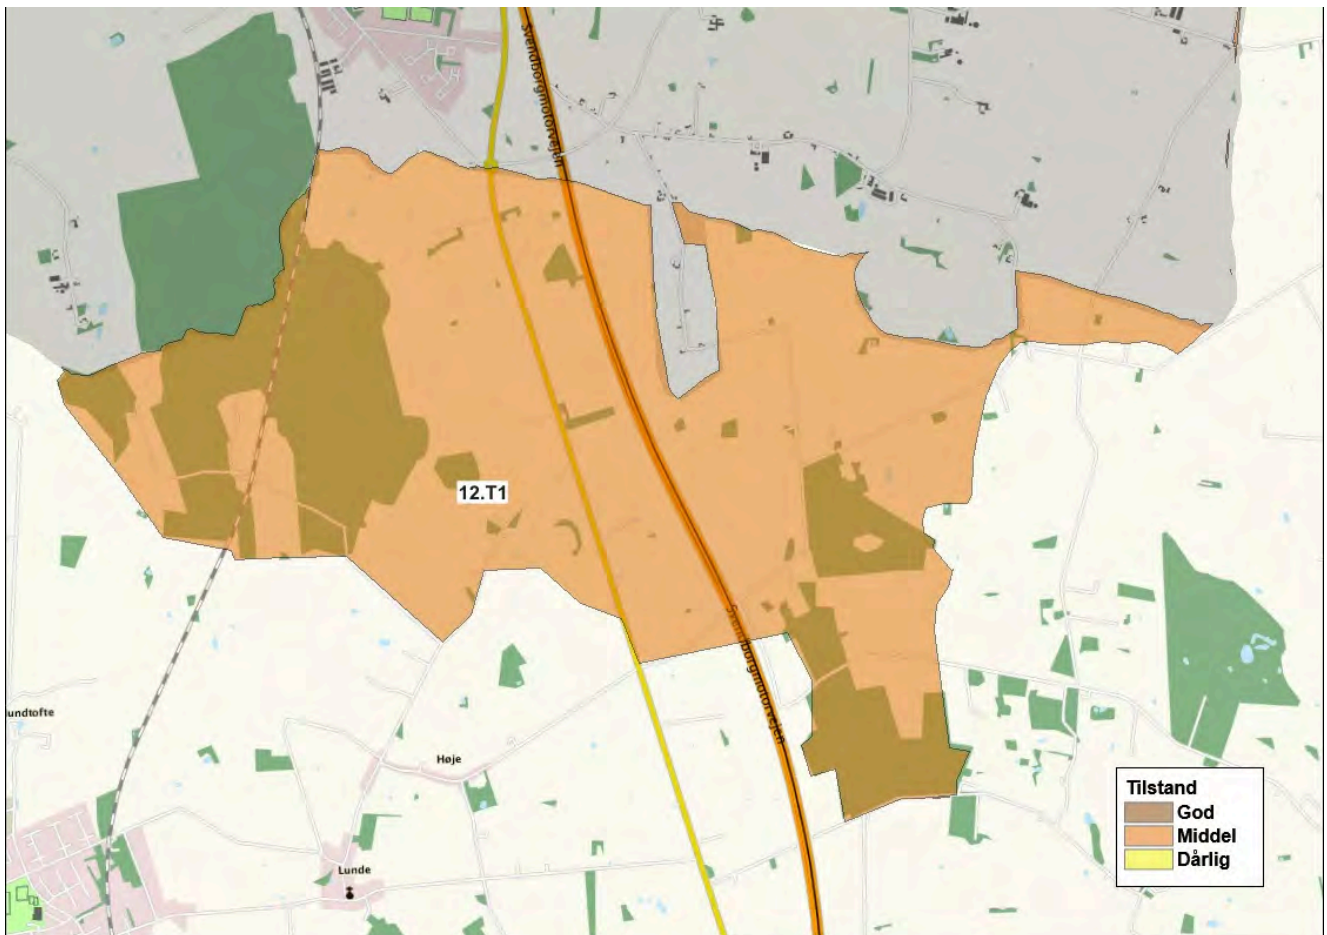 Svendborgmotorvejen
12.T1
Svendborgmotorvejen
undtofte
Høje
Lunde
Tilstand
God
Middel
Dårlig